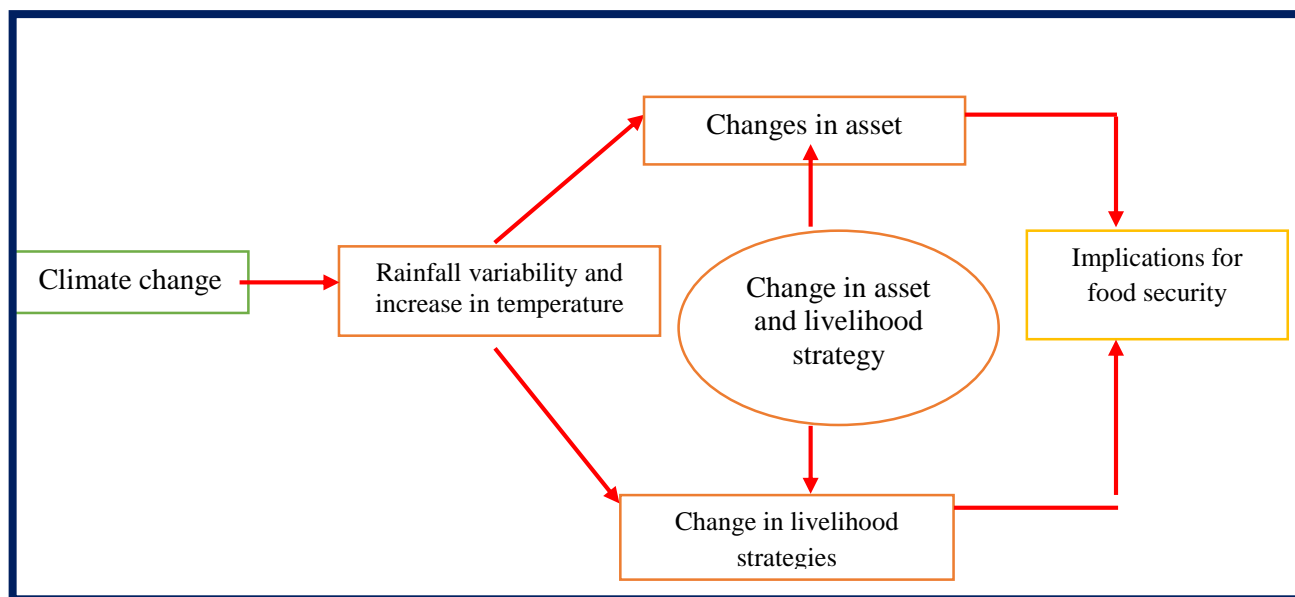 Climate change
Rainfall variability and
increase in temperature
Changes in asset
Change in asset
and livelihood
strategy
Change in livelihood
strategies
Implications for
food security